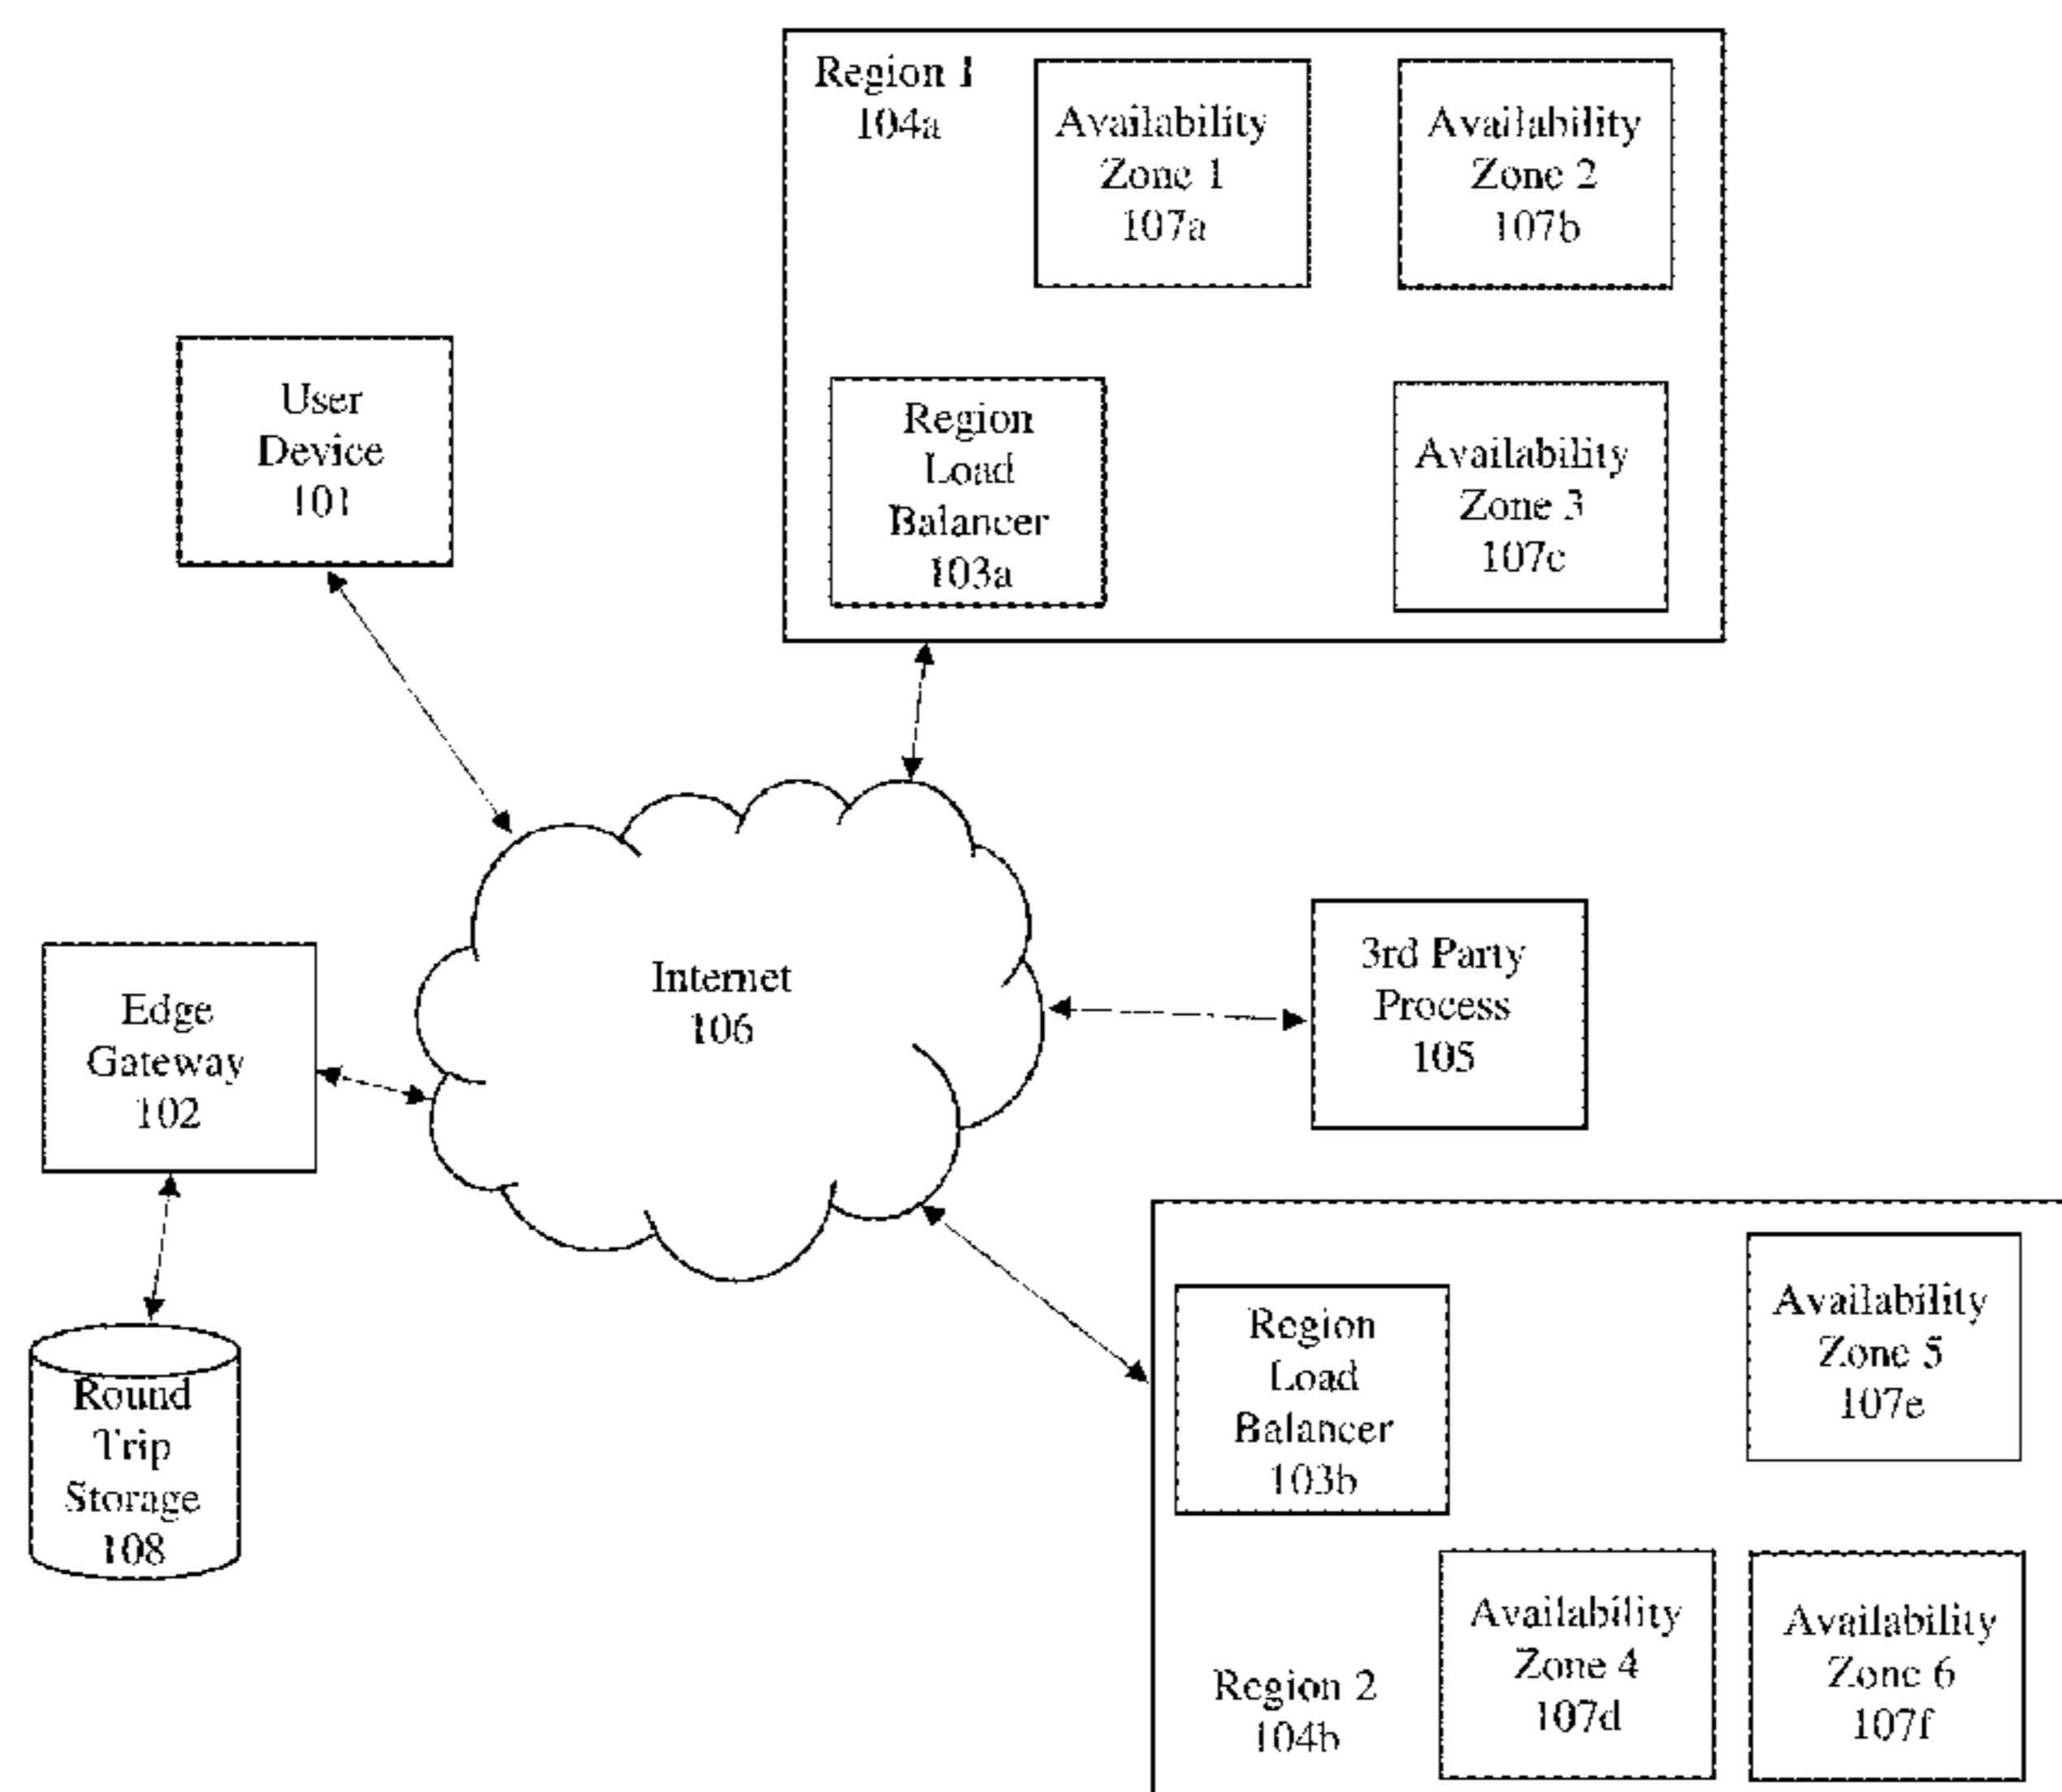 Region 1
104a
Availability
Zone 1
107a
Availability
Zone 2
107b
User
Device
101
Region
Load
Balancer
103a
Availability
Zone 3
107c
Internet
106
3rd Party
Process
105
Edge
Gateway
102
Round
Trip
Storage
108
Region
Load
Balancer
103b
Availability
Zone 5
107e
Region 2
104b
Availability
Zone 4
107d
Availability
Zone 6
107f